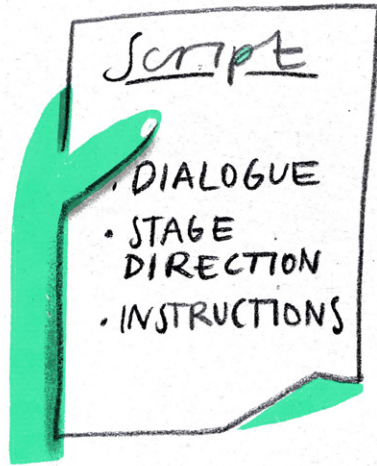 Script
• DIALOGUE
• STAGE
DIRECTION
• INSTRUCTIONS